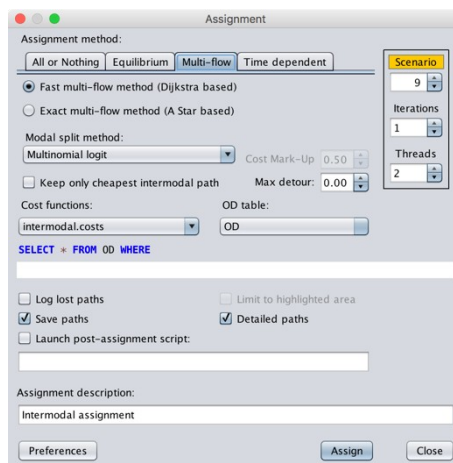 Assignment
Assignment method:
All or Nothing Equilibrium Multi-flow Time dependent
Scenario
9
Fast multi-flow method (Dijkstra based)
Exact multi-flow method (A Star based)
Iterations
1
Modal split method:
Multinomial logit
Cost Mark-Up 0.50
Threads
2
Keep only cheapest intermodal path
Max detour: 0.00
Cost functions:
OD table:
intermodal.costs
OD
SELECT * FROM OD WHERE
Log lost paths
Limit to highlighted area
Save paths
Detailed paths
Launch post-assignment script:
Assignment description:
Intermodal assignment
Preferences
Assign
Close